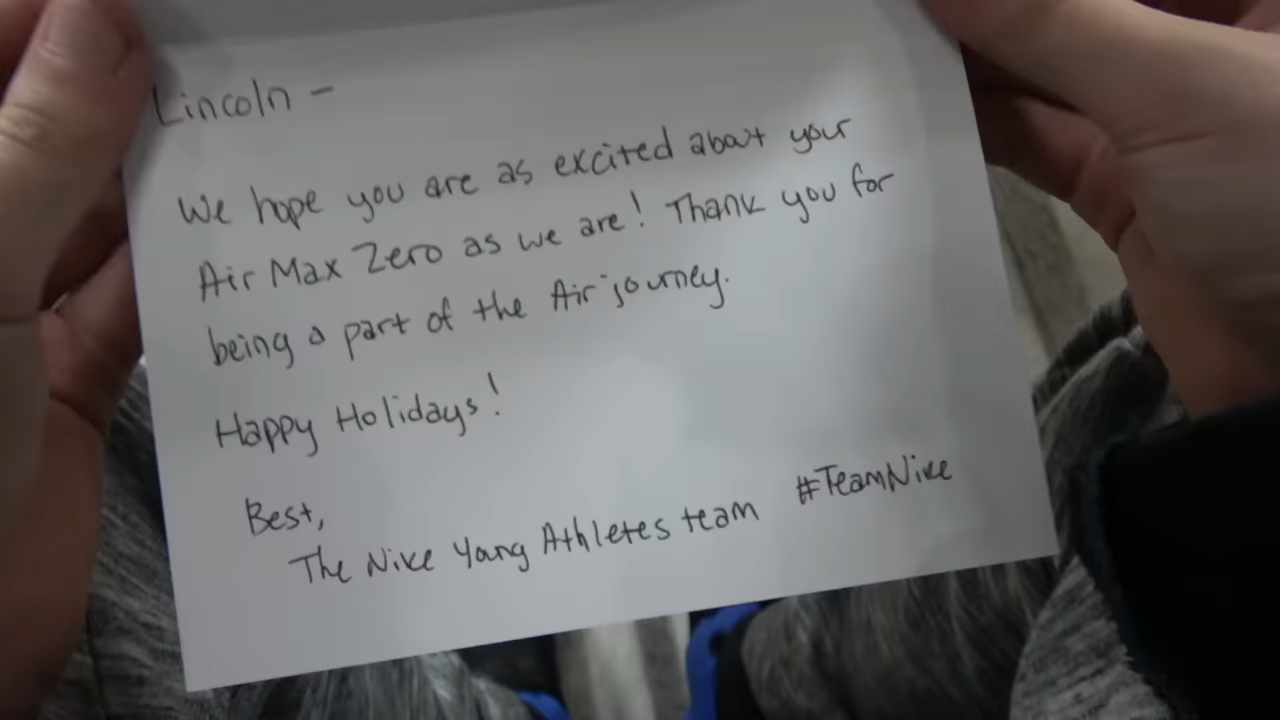 Lincoln -
We hope you are as excited about your
Air Max Zero as we are! Thank you for
being a part of the Air journey.
Happy Holidays!
Best,
The Nike Young Athletes team #TeamNike